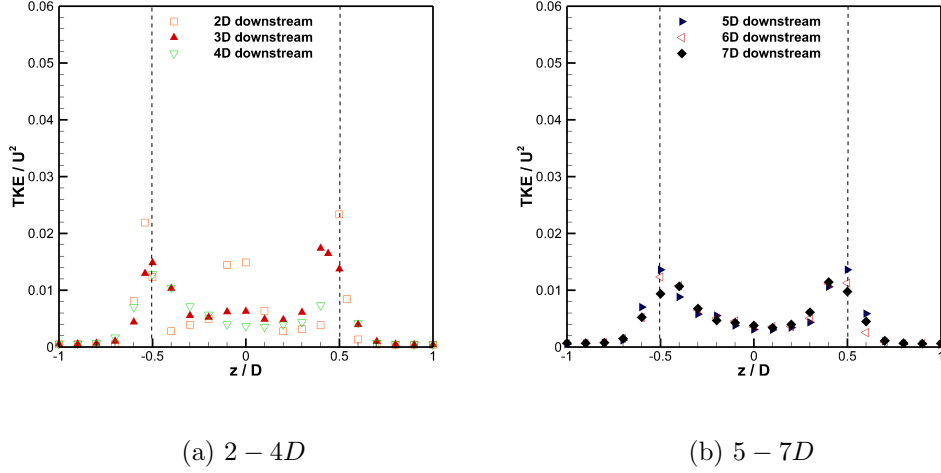 2D downstream
3D downstream
4D downstream
TKE / U²
0.06
0.05
0.04
0.03
0.02
0.01
0
-1 -0.5 0 0.5 1
z / D
(a) 2 − 4D
5D downstream
6D downstream
7D downstream
TKE / U²
0.06
0.05
0.04
0.03
0.02
0.01
0
-1 -0.5 0 0.5 1
z / D
(b) 5 − 7D